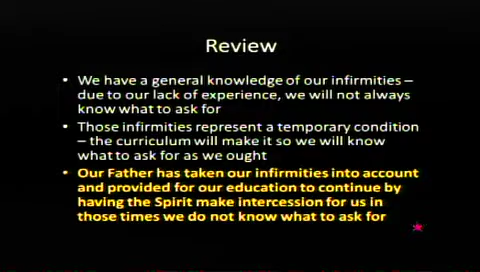 Review
• We have a general knowledge of our infirmities –
due to our lack of experience, we will not always
know what to ask for
• Those infirmities represent a temporary condition
– the curriculum will make it so we will know
what to ask for as we ought
• Our Father has taken our infirmities into account
and provided for our education to continue by
having the Spirit make intercession for us in
those times we do not know what to ask for